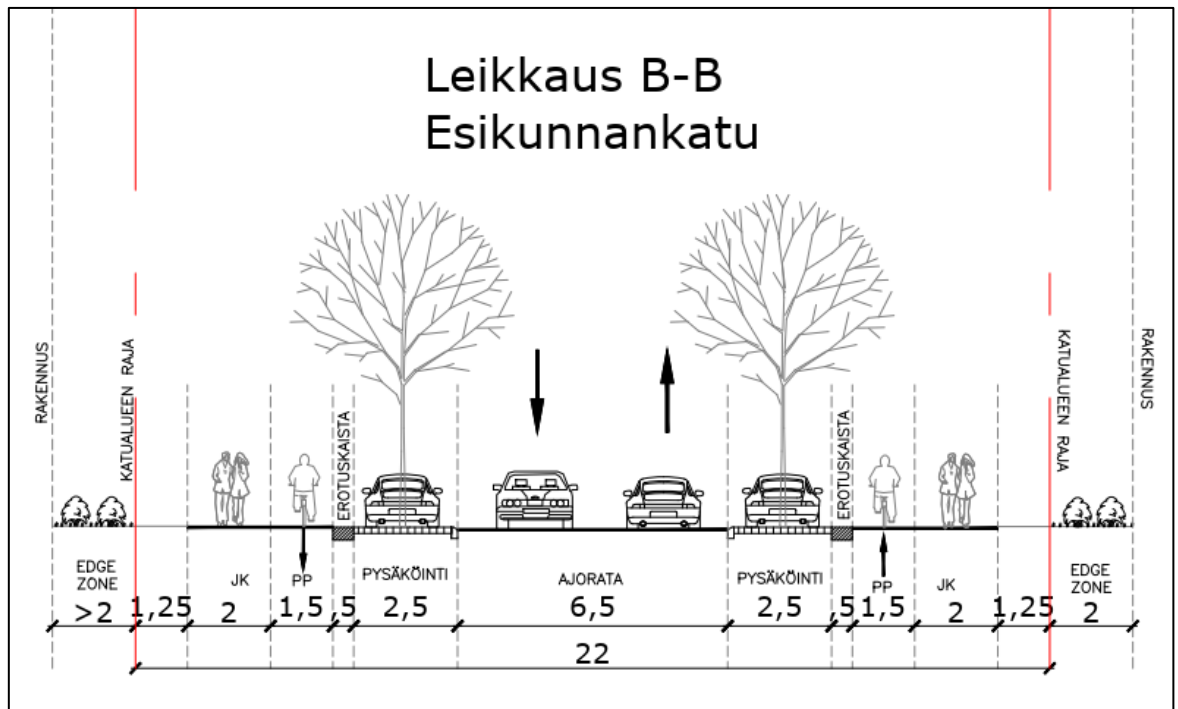 Leikkaus B-B
Esikunnankatu
RAKENNUS
KATUALUEEN RAJA
EROTUSKAISTA
EROTUSKAISTA
KATUALUEEN RAJA
RAKENNUS
EDGE
ZONE
JK
PP
PYSÄKÖINTI
AJORATA
PYSÄKÖINTI
PP
JK
EDGE
ZONE
>2 1,25 2 1,5 ,5 2,5 6,5 2,5 ,5 1,5 2 1,25 2
22